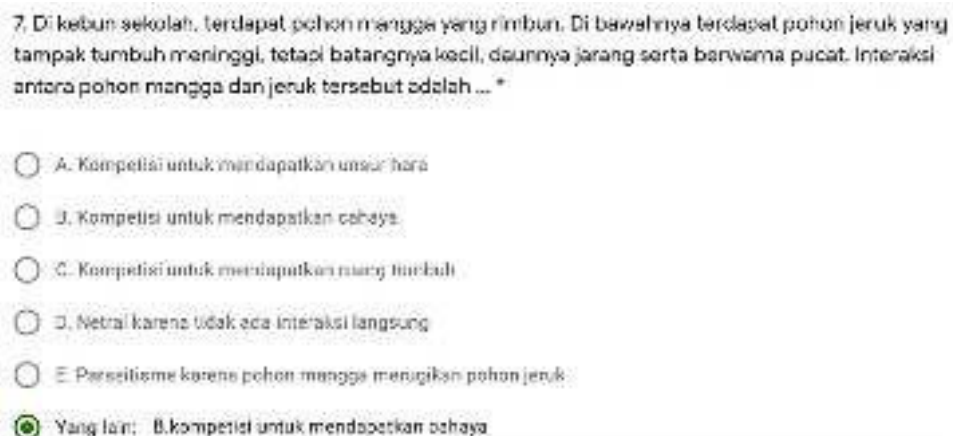 7. Di kebun sekolah, terdapat pohon mangga yang rimbun. Di bawahnya terdapat pohon jeruk yang
tampak tumbuh meninggi, tetapi batangnya kecil, daunnya jarang serta berwarna pucat. Interaksi
antara pohon mangga dan jeruk tersebut adalah ... *
A. Kompetisi untuk mendapatkan unsur hara
B. Kompetisi untuk mendapatkan cahaya
C. Kompetisi untuk mendapatkan ruang tumbuh
D. Netral karena tidak ada interaksi langsung
E. Parasitisme karena pohon mangga merugikan pohon jeruk
Yang lain: B.kompetisi untuk mendapatkan cahaya